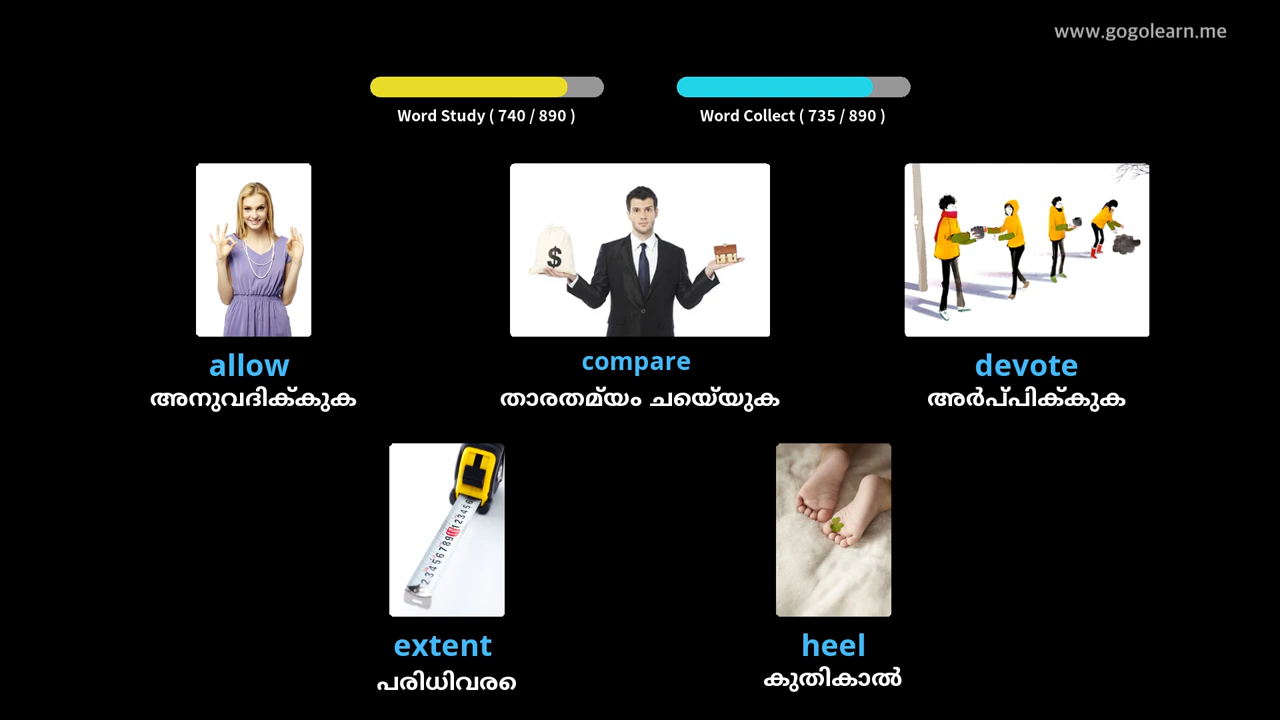 www.gogolearn.me
Word Study ( 740 / 890 )
Word Collect ( 735 / 890 )
allow
അനുവദിക്കുക
compare
താരതമ്യം ചെയ്യുക
devote
അർപ്പിക്കുക
extent
പരിധിവരെ
heel
കുതികാൽ